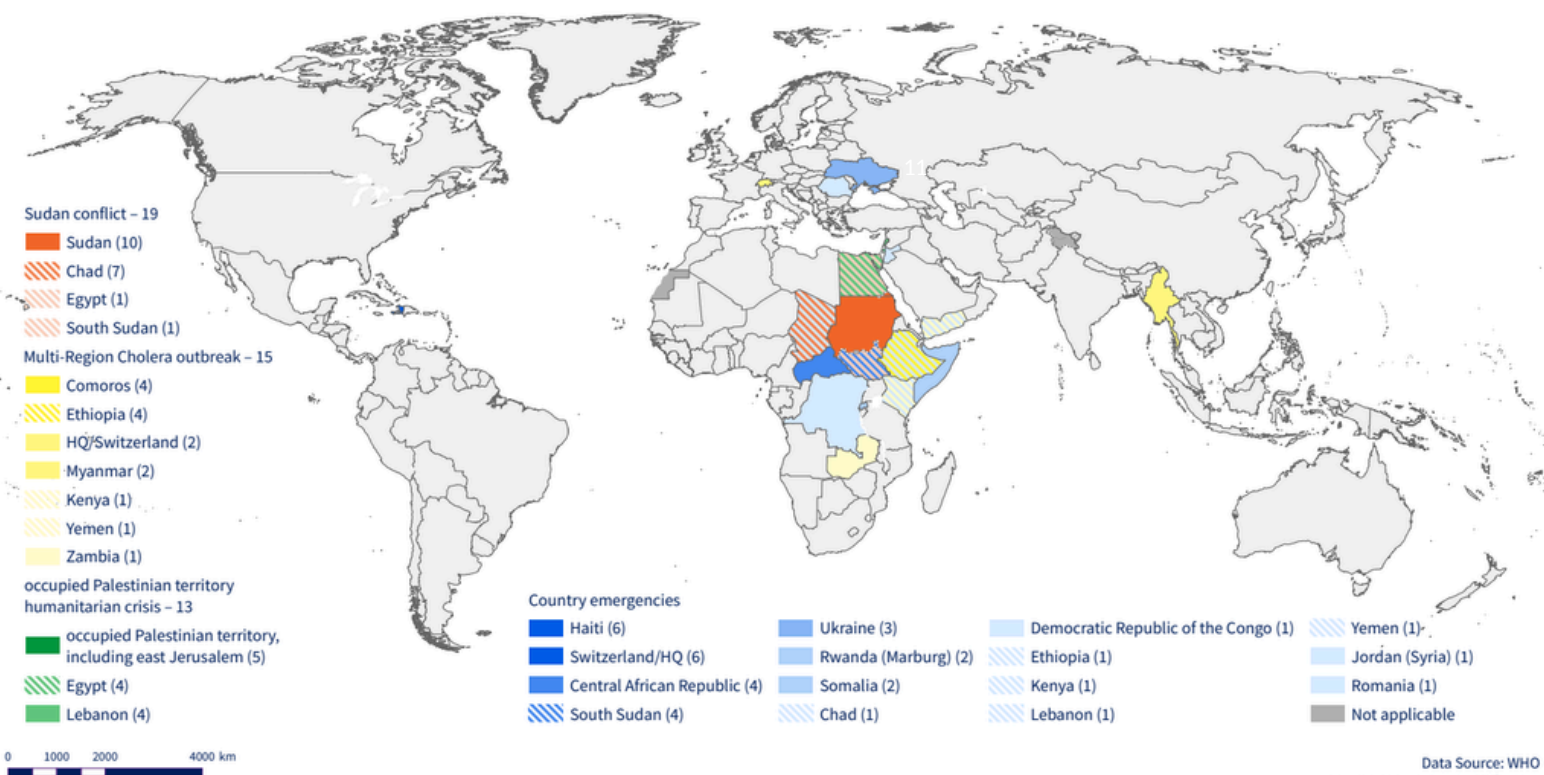 11
Sudan conflict – 19
Sudan (10)
Chad (7)
Egypt (1)
South Sudan (1)
Multi-Region Cholera outbreak – 15
Comoros (4)
Ethiopia (4)
HQ/Switzerland (2)
Myanmar (2)
Kenya (1)
Yemen (1)
Zambia (1)
occupied Palestinian territory
humanitarian crisis – 13
occupied Palestinian territory,
including east Jerusalem (5)
Egypt (4)
Lebanon (4)
Country emergencies
Haiti (6)
Switzerland/HQ (6)
Central African Republic (4)
South Sudan (4)
Ukraine (3)
Rwanda (Marburg) (2)
Somalia (2)
Chad (1)
Democratic Republic of the Congo (1)
Ethiopia (1)
Kenya (1)
Lebanon (1)
Yemen (1)
Jordan (Syria) (1)
Romania (1)
Not applicable
0 1000 2000 4000 km
Data Source: WHO